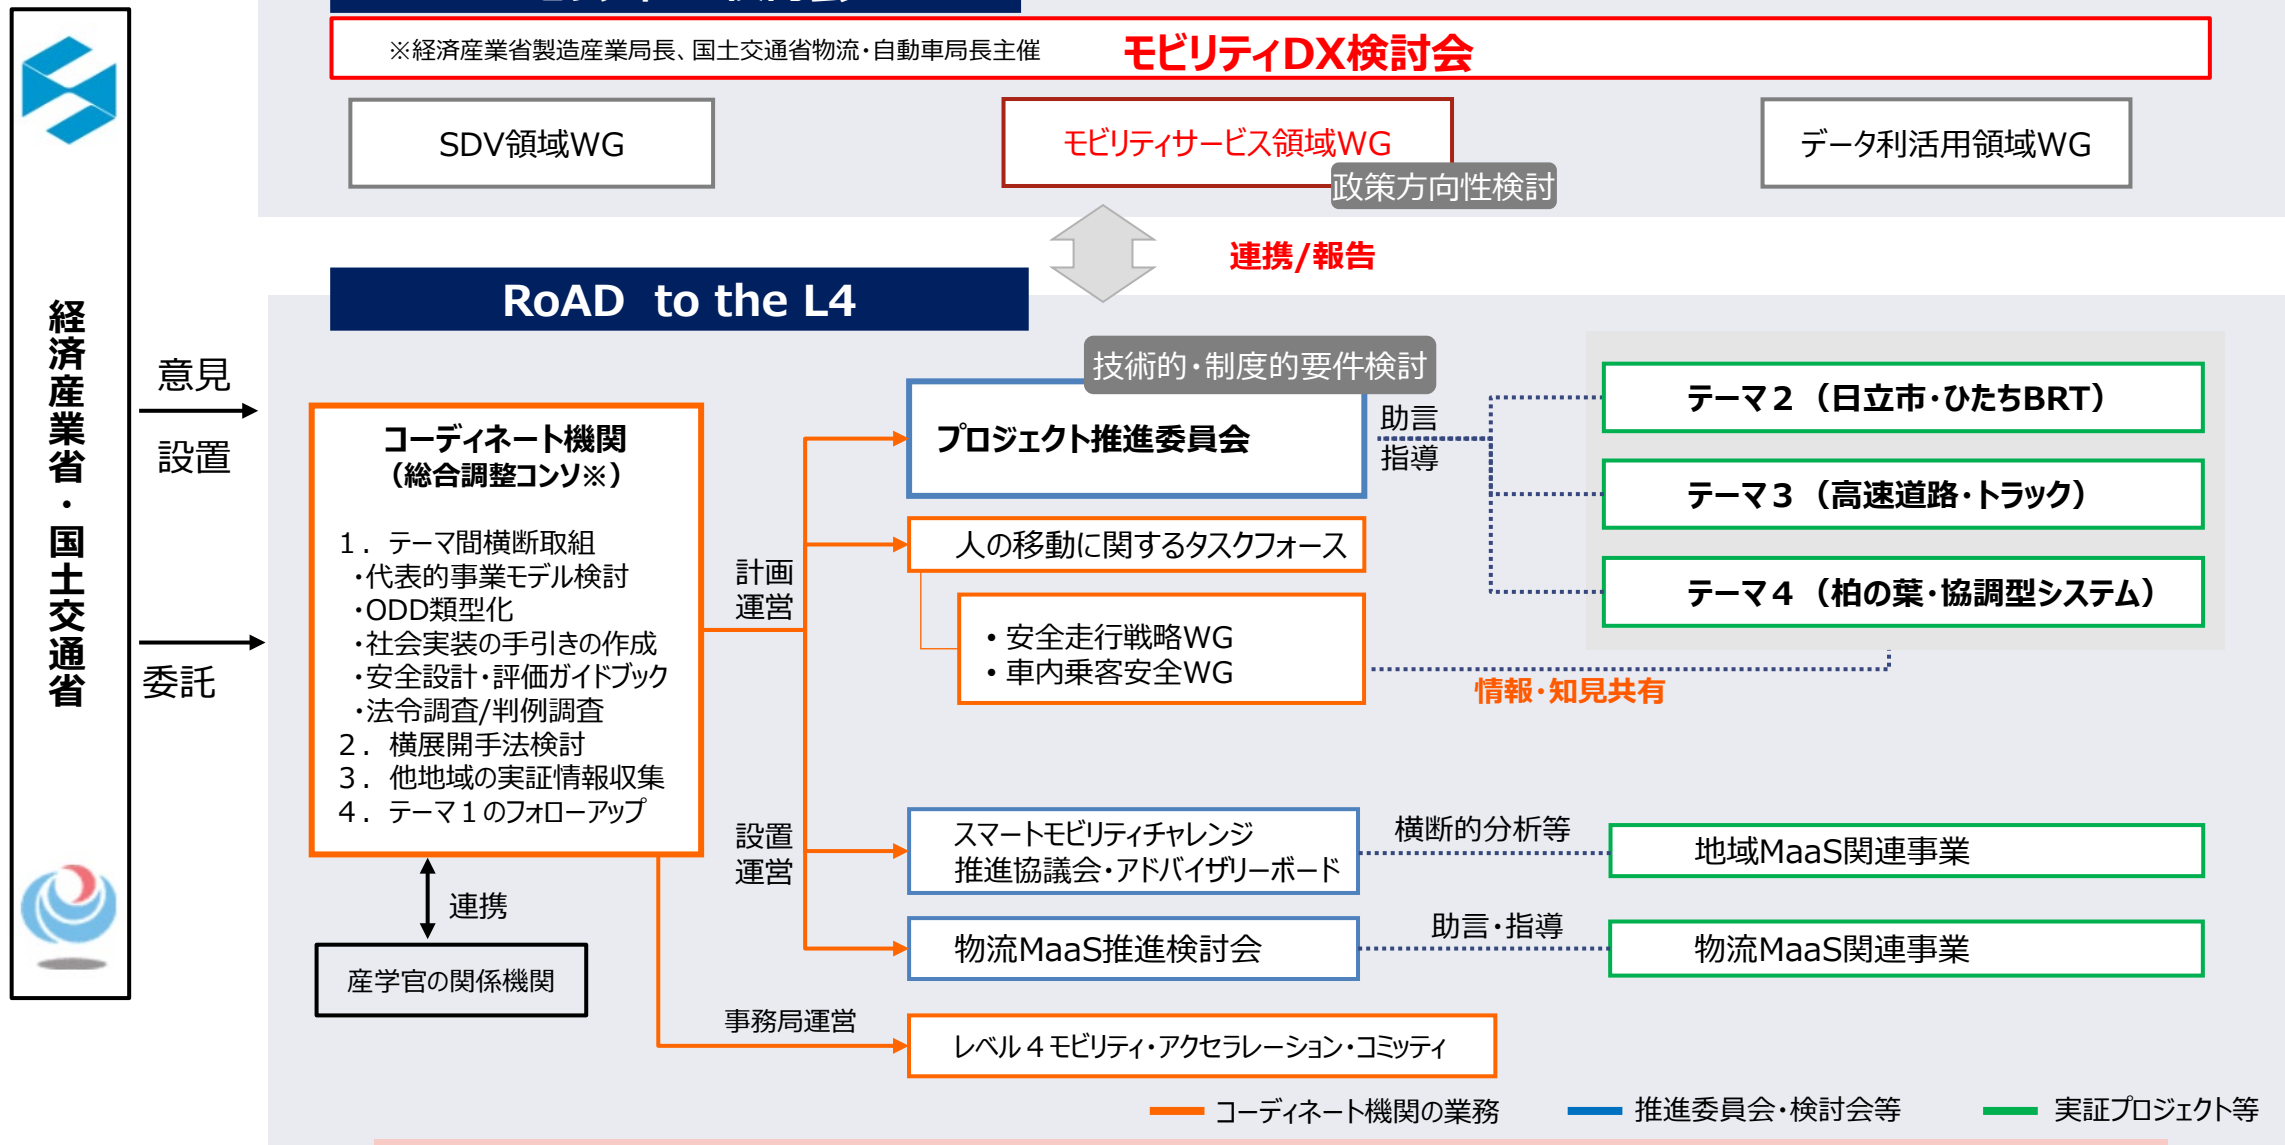 ※経済産業省製造産業局長、国土交通省物流・自動車局長主催
モビリティDX検討会
SDV領域WG
モビリティサービス領域WG
政策方向性検討
データ利活用領域WG
連携/報告
経済産業省・国土交通省
意見
設置
委託
RoAD to the L4
コーディネート機関
（総合調整コンソ※）
１．テーマ間横断取組
・代表的事業モデル検討
・ODD類型化
・社会実装の手引きの作成
・安全設計・評価ガイドブック
・法令調査/判例調査
２．横展開手法検討
３．他地域の実証情報収集
４．テーマ１のフォローアップ
連携
産学官の関係機関
計画
運営
設置
運営
事務局運営
技術的・制度的要件検討
プロジェクト推進委員会
人の移動に関するタスクフォース
・安全走行戦略WG
・車内乗客安全WG
助言
指導
テーマ２（日立市・ひたちBRT）
テーマ３（高速道路・トラック）
テーマ４（柏の葉・協調型システム）
情報・知見共有
スマートモビリティチャレンジ
推進協議会・アドバイザリーボード
横断的分析等
地域MaaS関連事業
物流MaaS推進検討会
助言・指導
物流MaaS関連事業
レベル４モビリティ・アクセラレーション・コミッティ
コーディネート機関の業務
推進委員会・検討会等
実証プロジェクト等